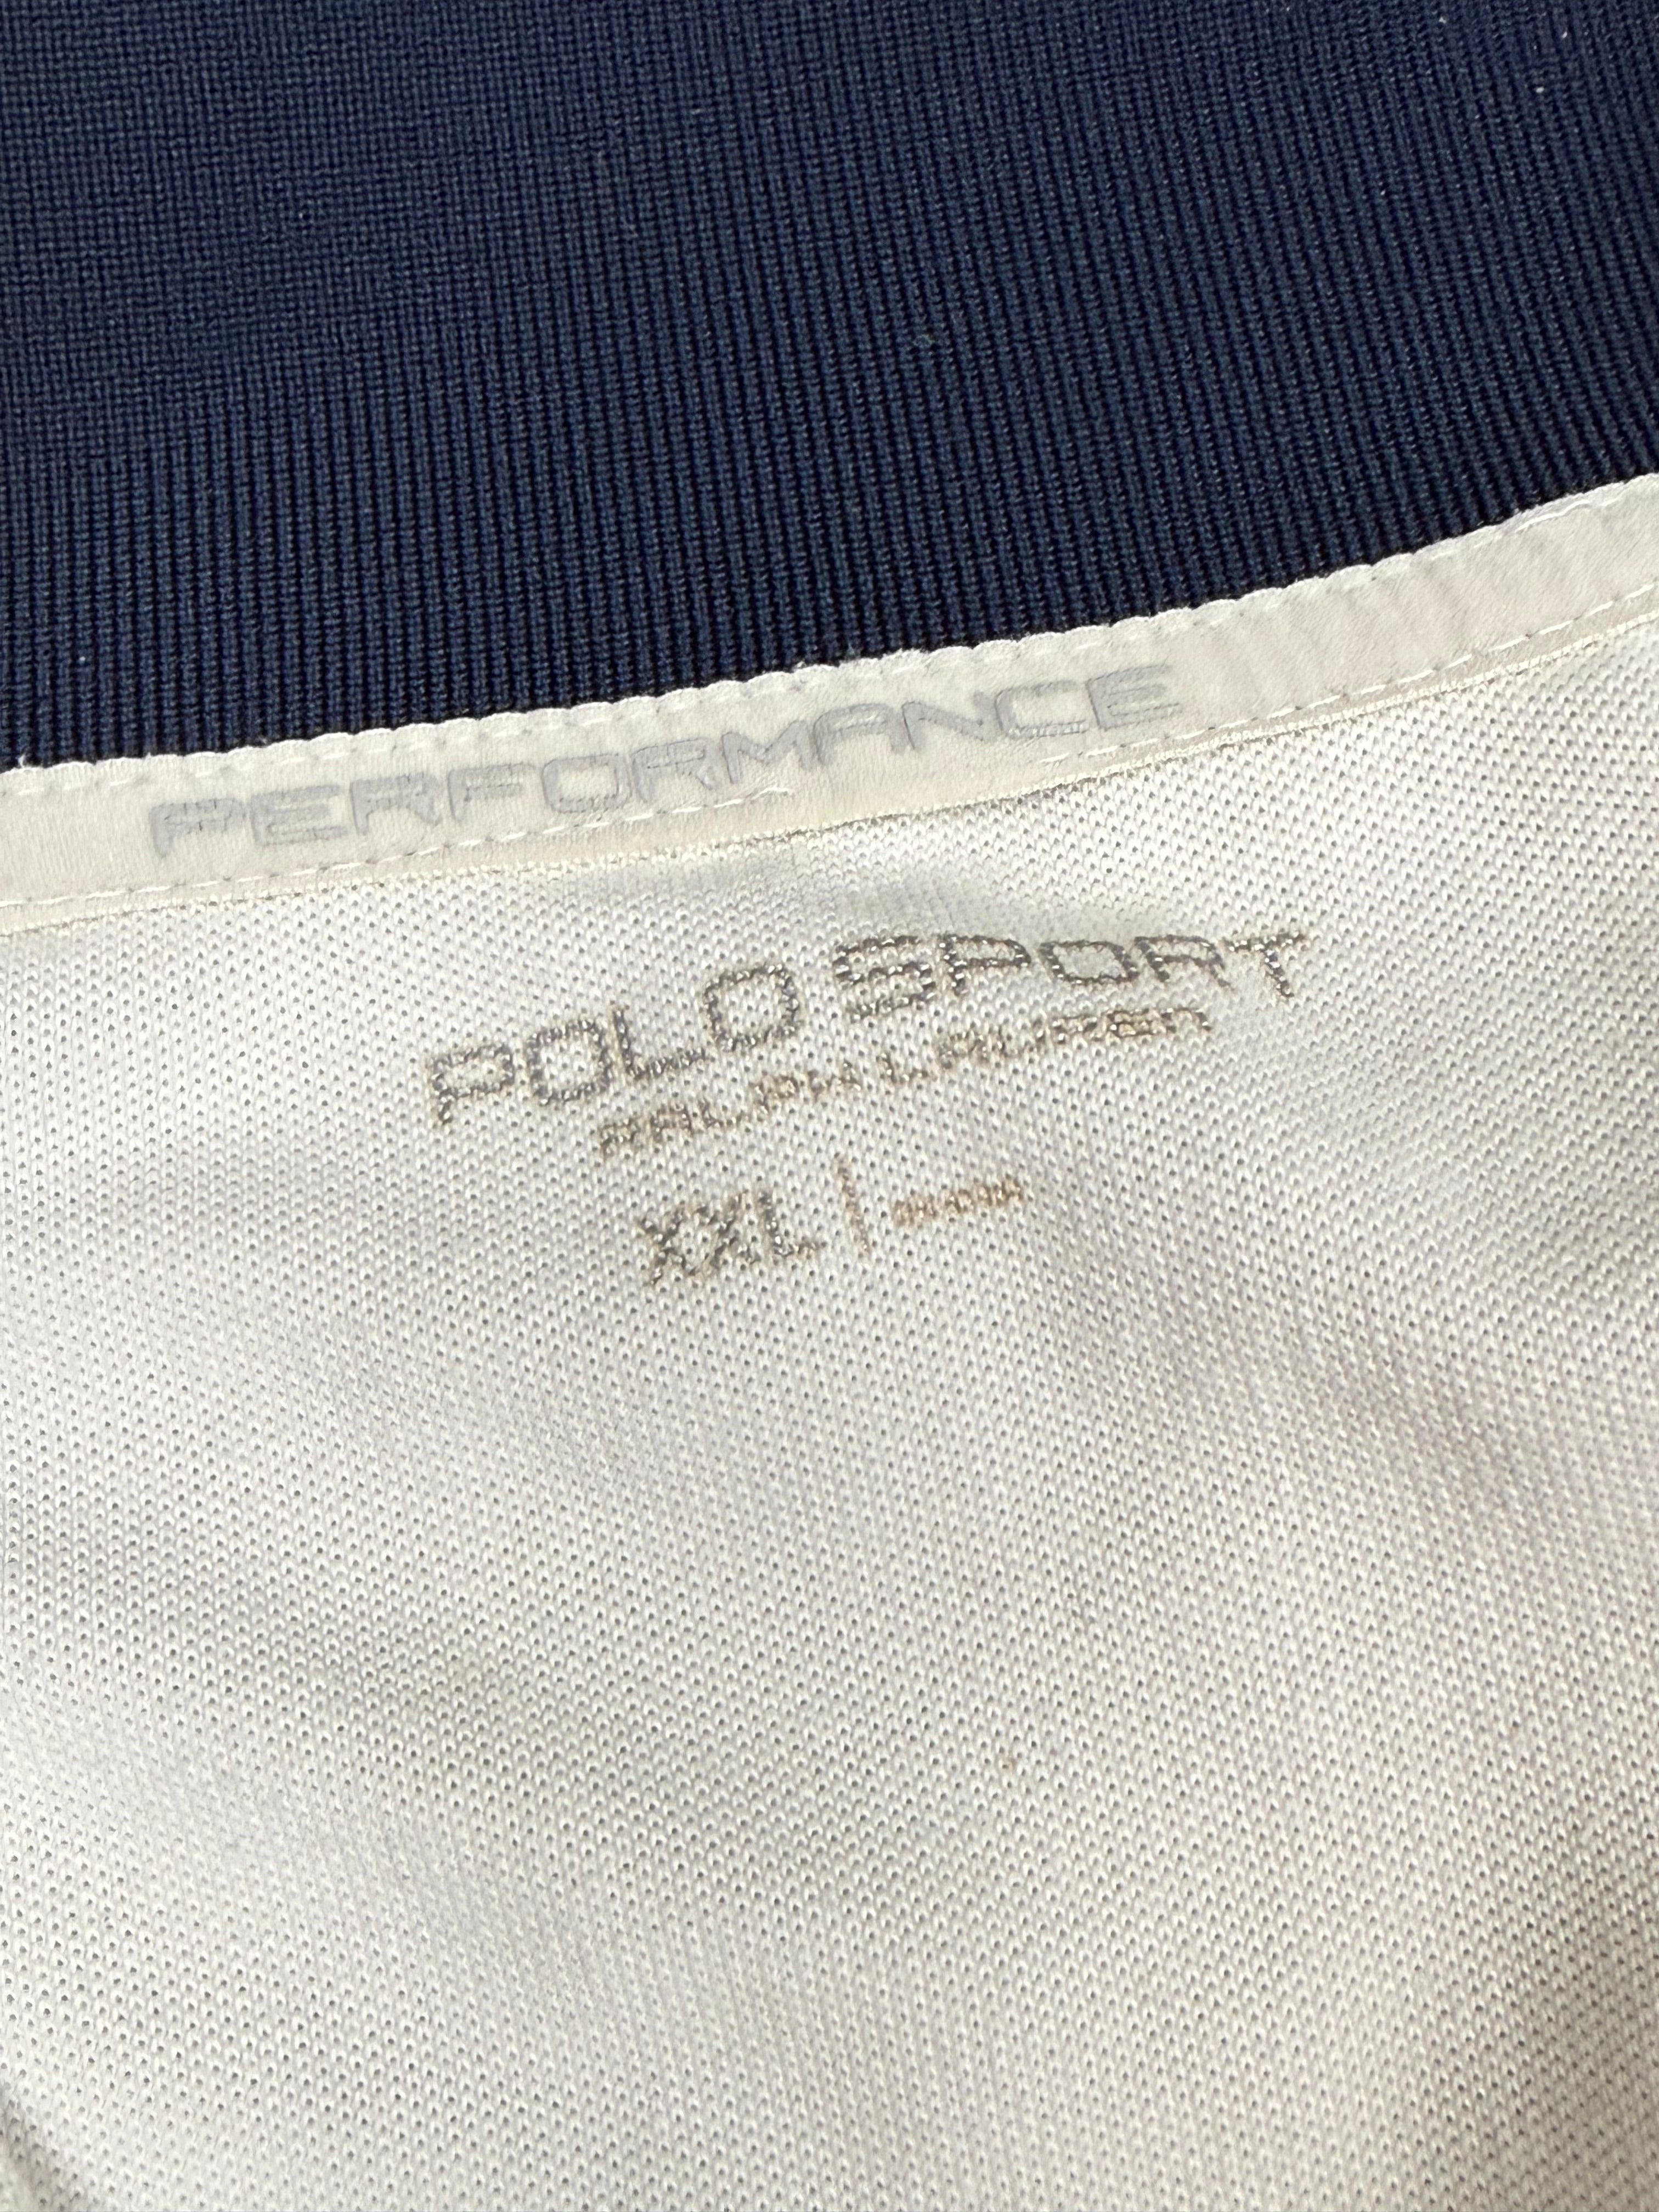 PERFORMANCE
POLO SPORT
RALPH LAUREN
XXL |